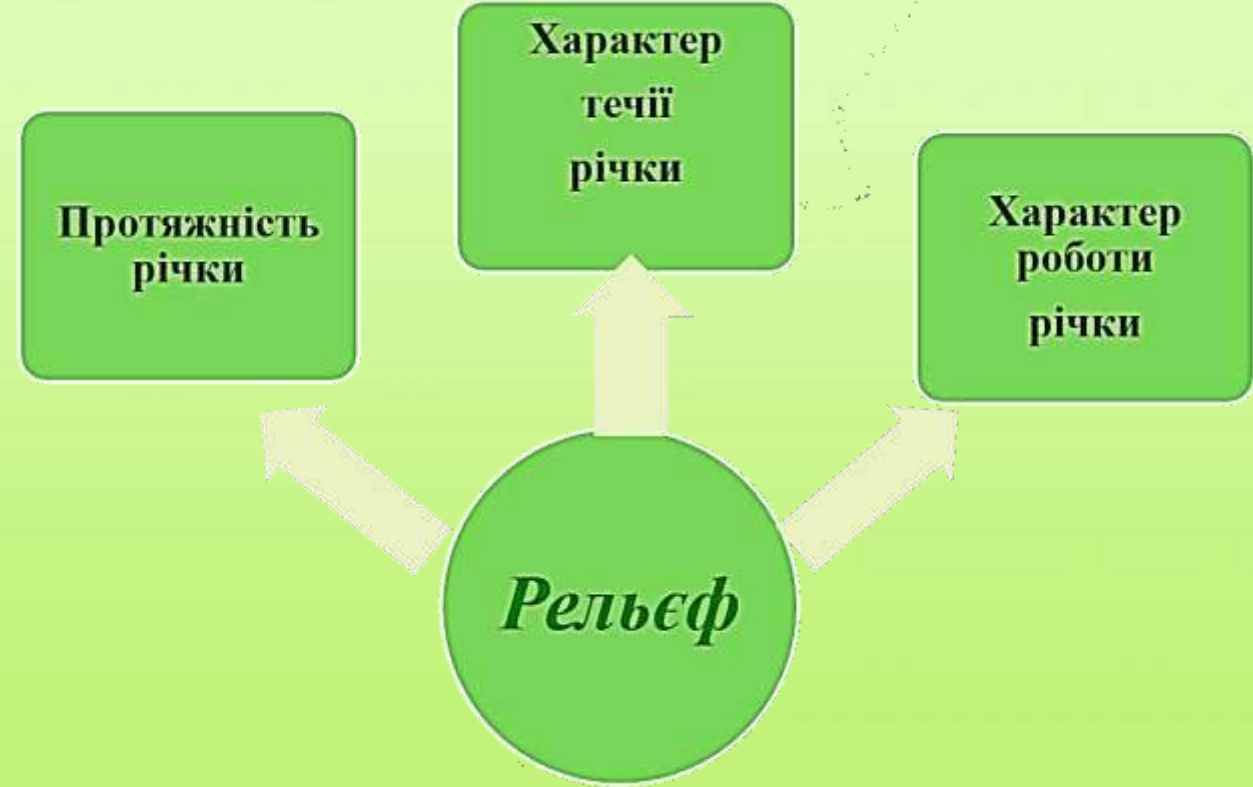 Характер
течії
річки
Протяжність
річки
Характер
роботи
річки
Рельєф